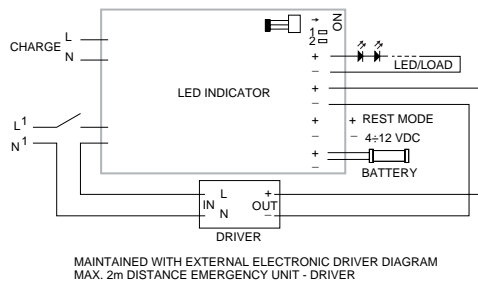 ON
1
2
CHARGE L
N
+
−
LED/LOAD
LED INDICATOR
+
−
L1
N1
+ + REST MODE
− − 4÷12 VDC
+
−
BATTERY
L +
IN OUT
N −
DRIVER
MAINTAINED WITH EXTERNAL ELECTRONIC DRIVER DIAGRAM
MAX. 2m DISTANCE EMERGENCY UNIT - DRIVER